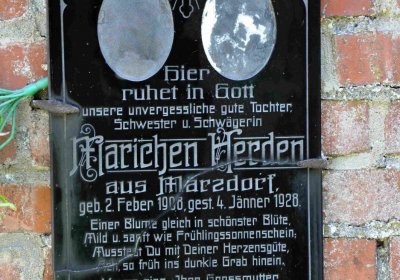 Hier
ruhet in Gott
unsere unvergessliche gute Tochter,
Schwester u. Schwägerin
Marichen Herden
aus Märzdorf,
geb. 2. Feber 1908, gest. 4. Jänner 1928.
Einer Blume gleich in schönster Blüte,
Mild u. sanft wie Frühlingssonnenschein;
Musstest Du mit Deiner Herzensgüte,
so früh ins dunkle Grab hinein.
Grossmutter